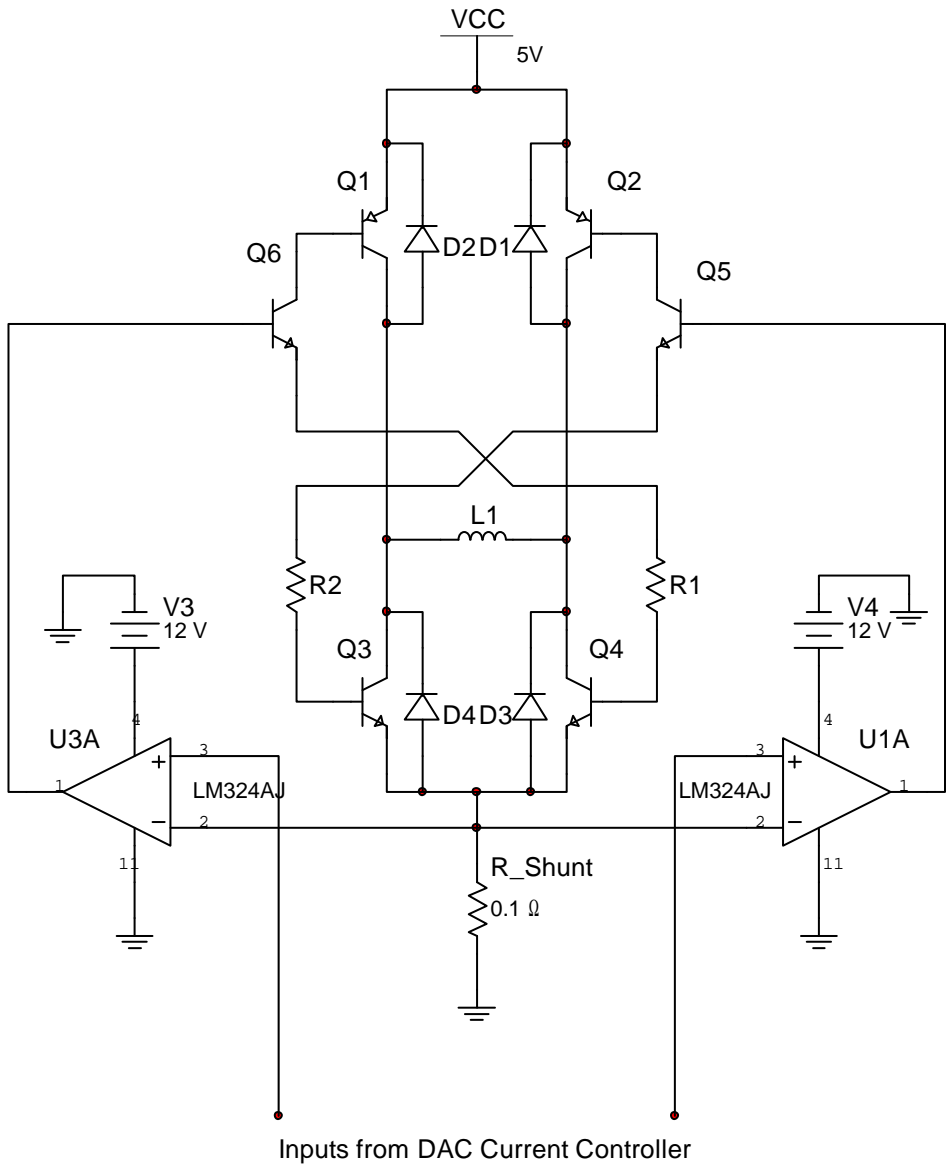 VCC
5V
Q1
Q2
Q6
D2
D1
Q5
L1
R2
R1
V3
12 V
V4
12 V
Q3
Q4
4
D4
D3
4
U3A
U1A
3
+
3
+
1
LM324AJ
LM324AJ
1
2
−
2
−
11
11
R_Shunt
0.1 Ω
Inputs from DAC Current Controller